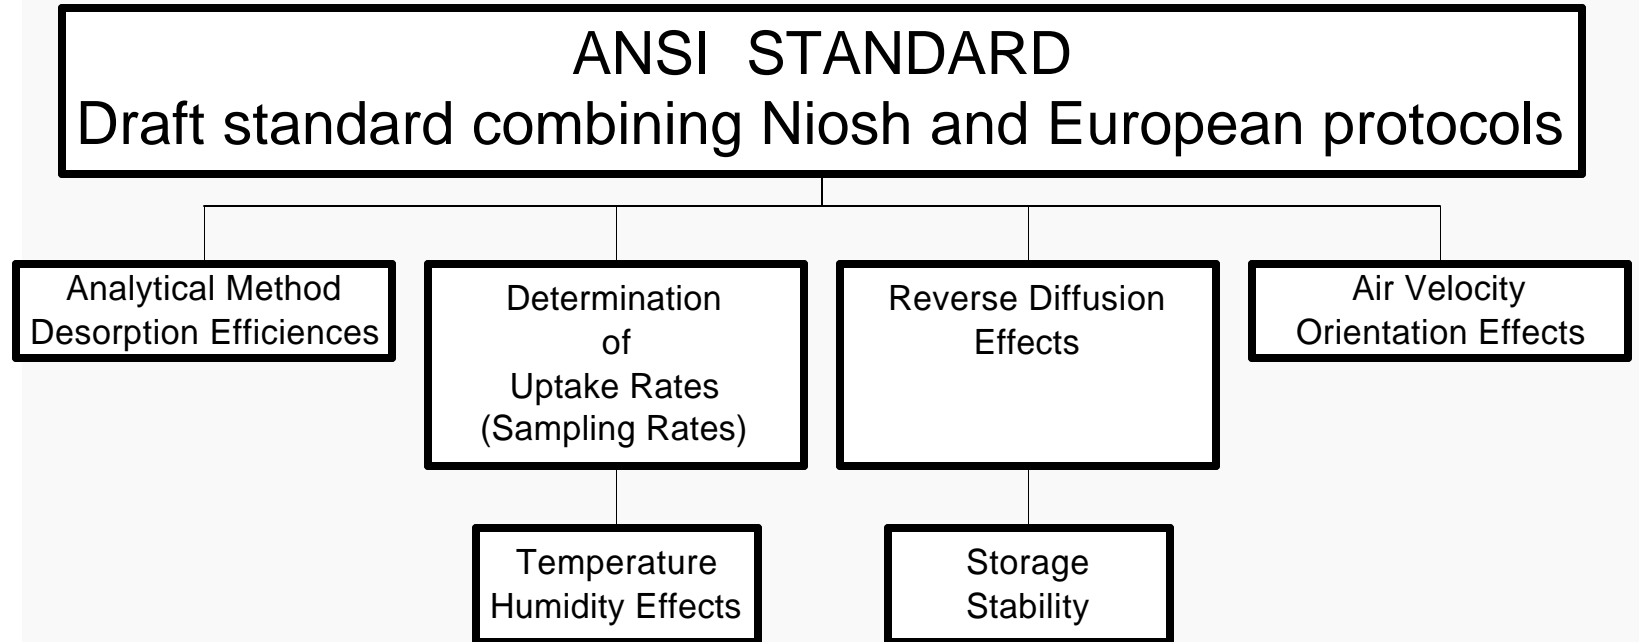 ANSI STANDARD
Draft standard combining Niosh and European protocols
Analytical Method
Desorption Efficiences
Determination
of
Uptake Rates
(Sampling Rates)
Reverse Diffusion
Effects
Air Velocity
Orientation Effects
Temperature
Humidity Effects
Storage
Stability